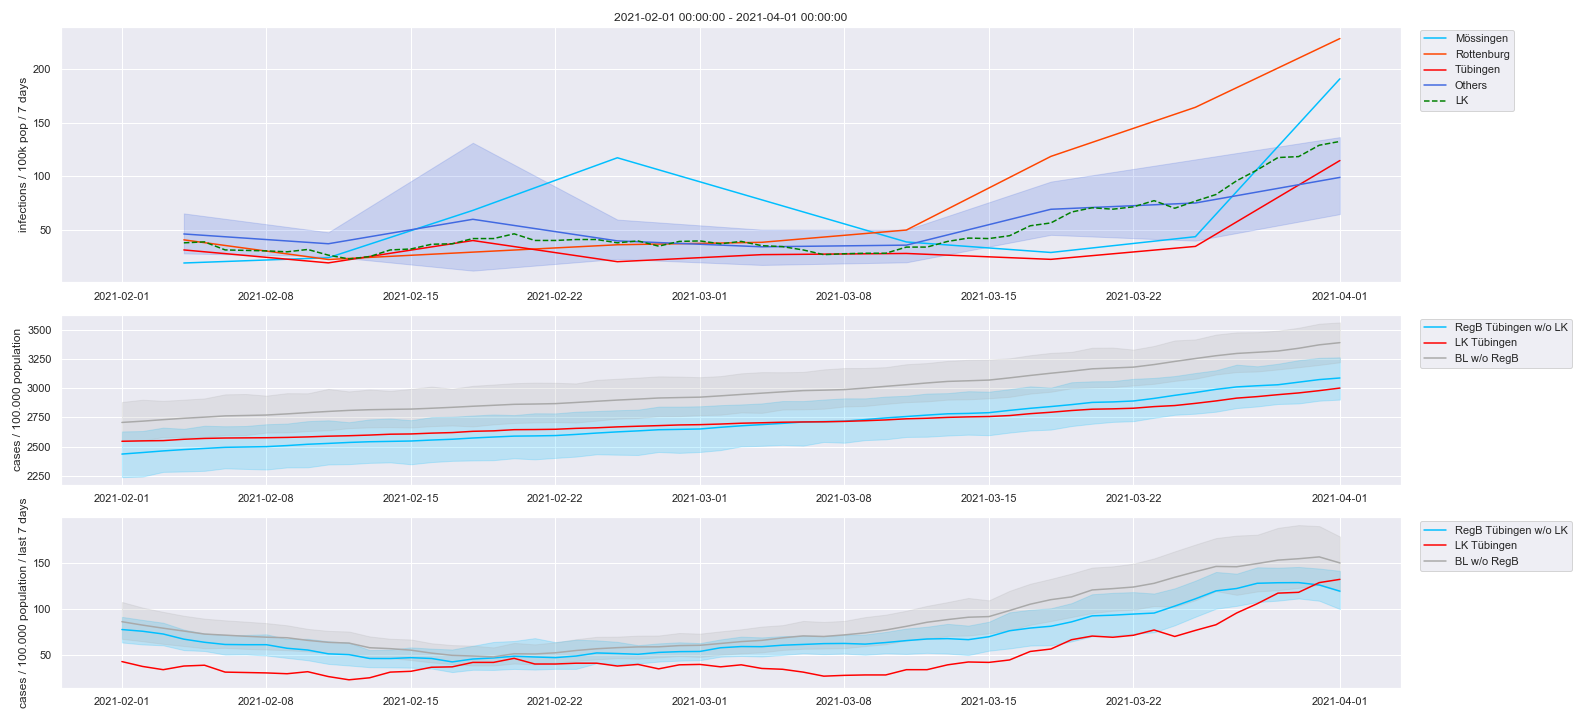 2021-02-01 00:00:00 - 2021-04-01 00:00:00
infections / 100k pop / 7 days
200
150
100
50
2021-02-01 2021-02-08 2021-02-15 2021-02-22 2021-03-01 2021-03-08 2021-03-15 2021-03-22 2021-04-01
Mössingen
Rottenburg
Tübingen
Others
LK
cases / 100.000 population
3500
3250
3000
2750
2500
2250
2021-02-01 2021-02-08 2021-02-15 2021-02-22 2021-03-01 2021-03-08 2021-03-15 2021-03-22 2021-04-01
RegB Tübingen w/o LK
LK Tübingen
BL w/o RegB
cases / 100.000 population / last 7 days
150
100
50
2021-02-01 2021-02-08 2021-02-15 2021-02-22 2021-03-01 2021-03-08 2021-03-15 2021-03-22 2021-04-01
RegB Tübingen w/o LK
LK Tübingen
BL w/o RegB